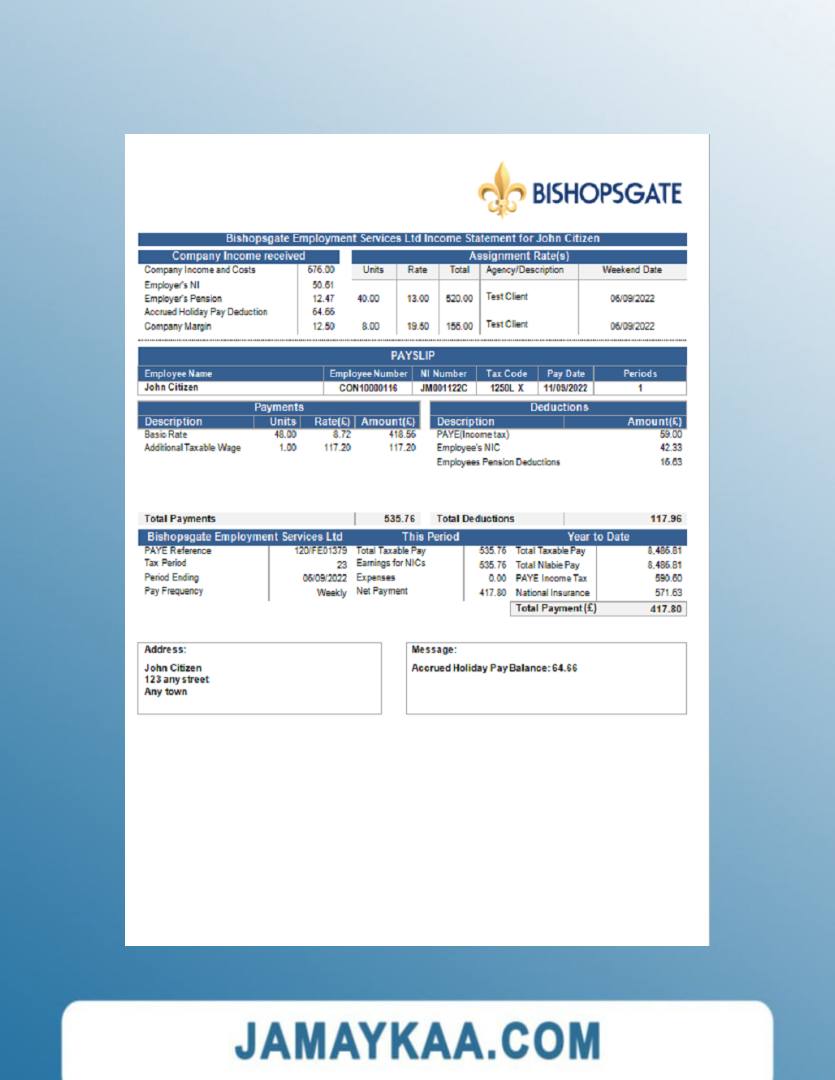 BISHOPSGATE
Bishopsgate Employment Services Ltd Income Statement for John Citizen
Company Income received Assignment Rate(s)
Company Income and Costs 676.00 Units Rate Total Agency/Description Weekend Date
Employer's NI 50.61
Employer's Pension 12.47 40.00 13.00 520.00 Test Client 06/09/2022
Accrued Holiday Pay Deduction 64.66
Company Margin 12.50 8.00 19.50 156.00 Test Client 06/09/2022
PAYSLIP
Employee Name Employee Number NI Number Tax Code Pay Date Periods
John Citizen CON10000116 JM001122C 1250L X 11/09/2022 1
Payments Deductions
Description Units Rate(£) Amount(£) Description Amount(£)
Basic Rate 48.00 8.72 418.56 PAYE(Income tax) 59.00
Additional Taxable Wage 1.00 117.20 117.20 Employee's NIC 42.33
Employees Pension Deductions 16.63
Total Payments 535.76 Total Deductions 117.96
Bishopsgate Employment Services Ltd This Period Year to Date
PAYE Reference 120/FE01379 Total Taxable Pay 535.76 Total Taxable Pay 8,486.81
Tax Period 23 Earnings for NICs 535.76 Total Niable Pay 8,486.81
Period Ending 06/09/2022 Expenses 0.00 PAYE Income Tax 590.60
Pay Frequency Weekly Net Payment 417.80 National Insurance 571.63
Total Payment (£) 417.80
Address: Message:
John Citizen Accrued Holiday Pay Balance: 64.66
123 any street
Any town
JAMAYKAA.COM